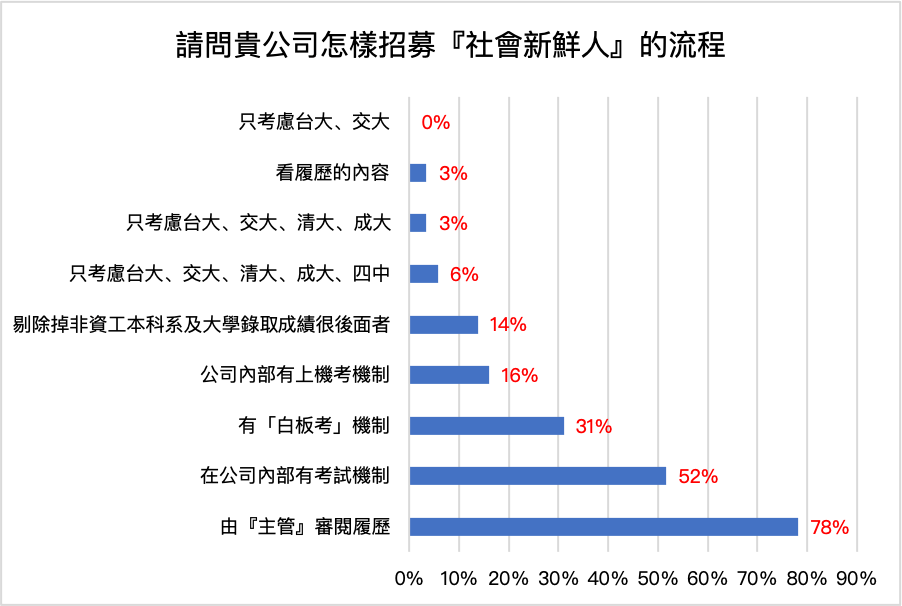 請問貴公司怎樣招募『社會新鮮人』的流程
只考慮台大、交大 0%
看履歷的內容 3%
只考慮台大、交大、清大、成大 3%
只考慮台大、交大、清大、成大、四中 6%
剔除掉非資工本科系及大學錄取成績很後面者 14%
公司內部有上機考機制 16%
有「白板考」機制 31%
在公司內部有考試機制 52%
由『主管』審閱履歷 78%
0% 10% 20% 30% 40% 50% 60% 70% 80% 90%